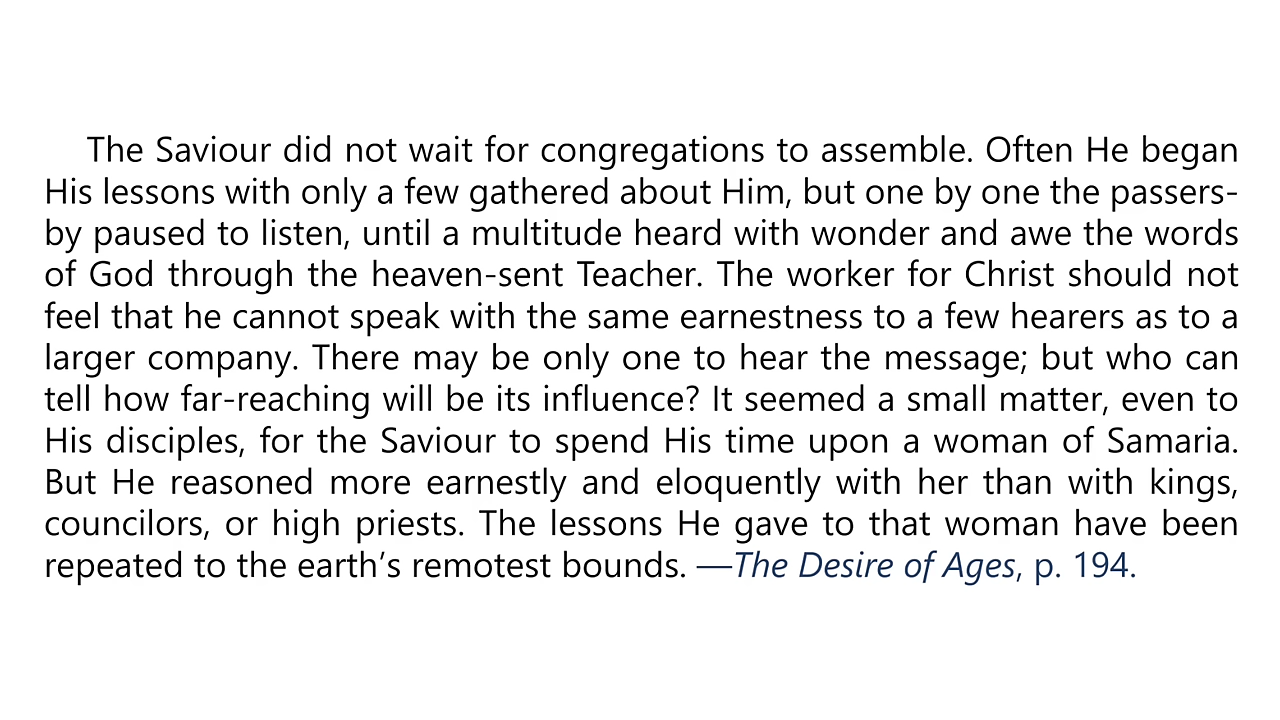 The Saviour did not wait for congregations to assemble. Often He began
His lessons with only a few gathered about Him, but one by one the passers-
by paused to listen, until a multitude heard with wonder and awe the words
of God through the heaven-sent Teacher. The worker for Christ should not
feel that he cannot speak with the same earnestness to a few hearers as to a
larger company. There may be only one to hear the message; but who can
tell how far-reaching will be its influence? It seemed a small matter, even to
His disciples, for the Saviour to spend His time upon a woman of Samaria.
But He reasoned more earnestly and eloquently with her than with kings,
councilors, or high priests. The lessons He gave to that woman have been
repeated to the earth’s remotest bounds. —The Desire of Ages, p. 194.